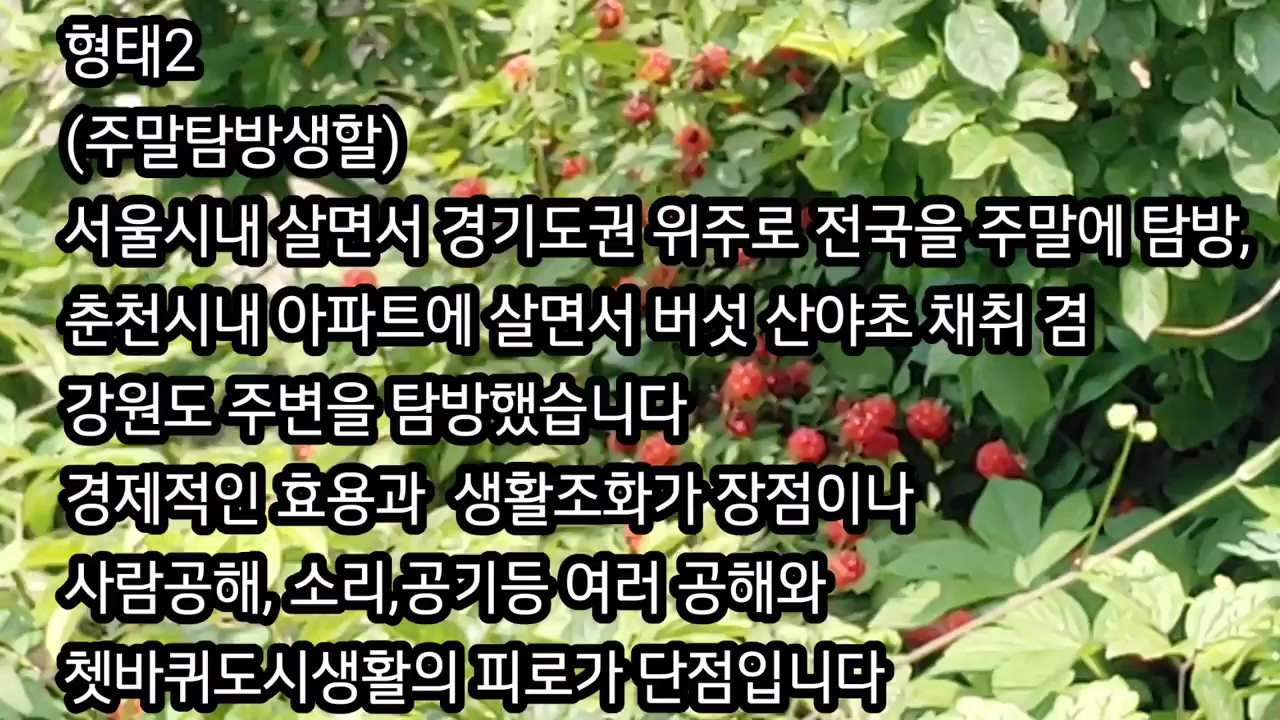 형태2
(주말탐방생할)
서울시내 살면서 경기도권 위주로 전국을 주말에 탐방,
춘천시내 아파트에 살면서 버섯 산야초 채취 겸
강원도 주변을 탐방했습니다
경제적인 효용과 생활조화가 장점이나
사람공해, 소리,공기등 여러 공해와
쳇바퀴도시생활의 피로가 단점입니다